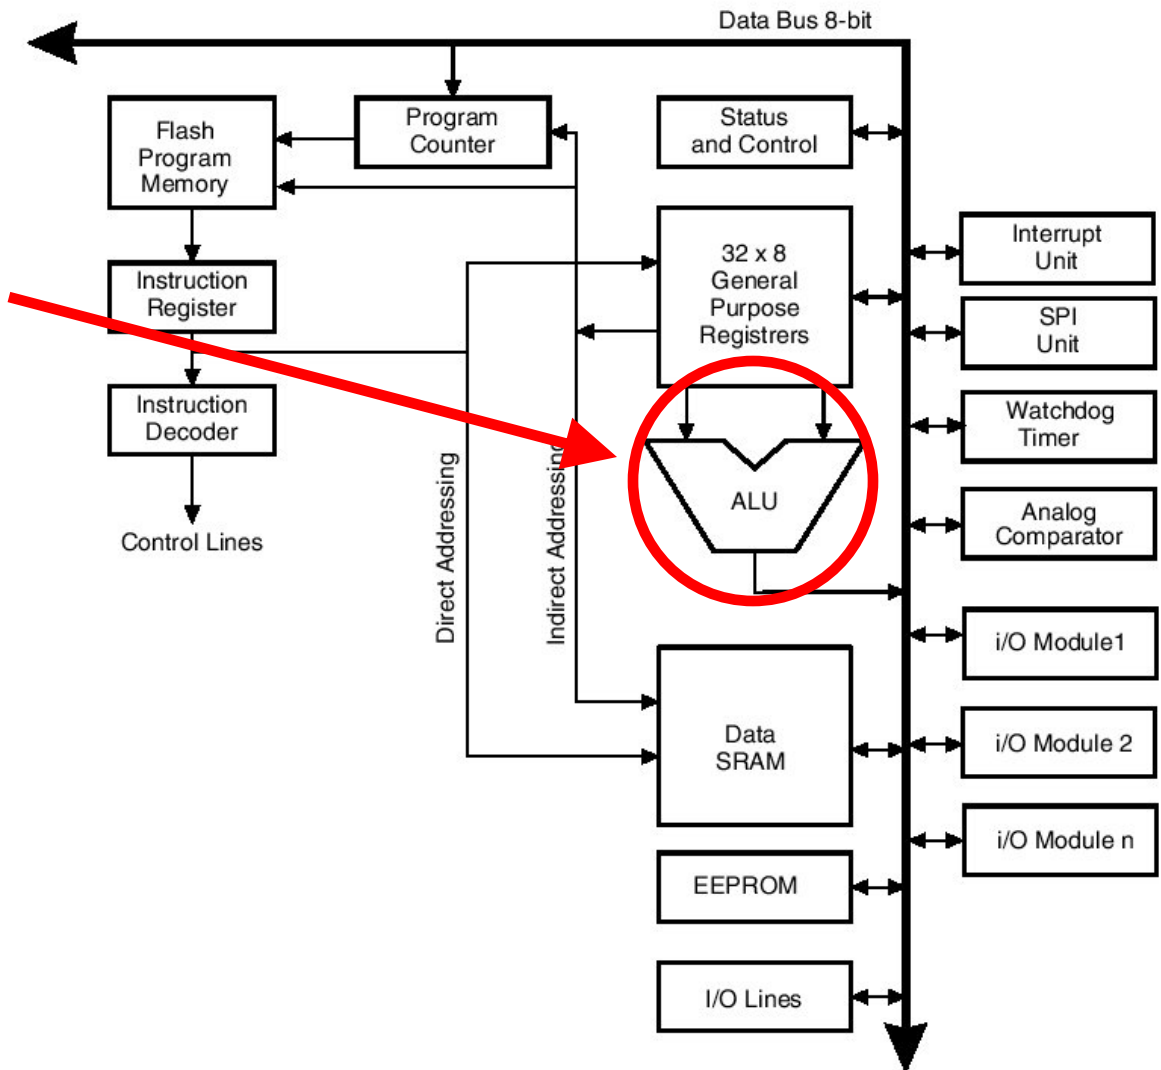 Data Bus 8-bit
Flash
Program
Memory
Program
Counter
Status
and Control
Instruction
Register
32 x 8
General
Purpose
Registrers
Interrupt
Unit
SPI
Unit
Instruction
Decoder
Watchdog
Timer
Control Lines
Direct Addressing
Indirect Addressing
ALU
Analog
Comparator
i/O Module1
Data
SRAM
i/O Module 2
i/O Module n
EEPROM
I/O Lines